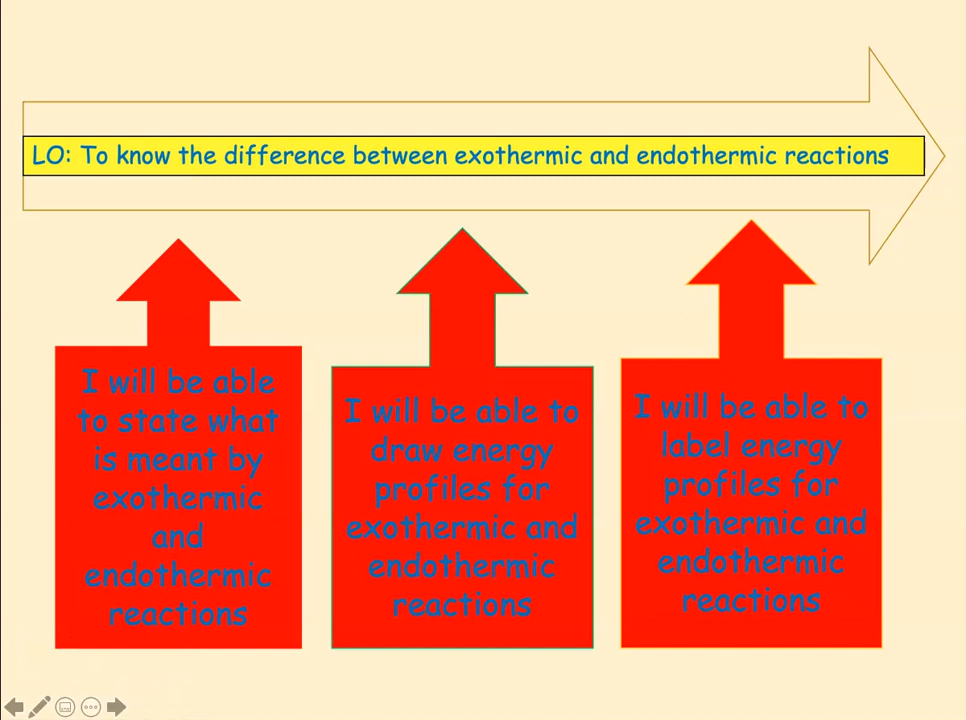 LO: To know the difference between exothermic and endothermic reactions
I will be able
to state what
is meant by
exothermic
and
endothermic
reactions
I will be able to
draw energy
profiles for
exothermic and
endothermic
reactions
I will be able to
label energy
profiles for
exothermic and
endothermic
reactions